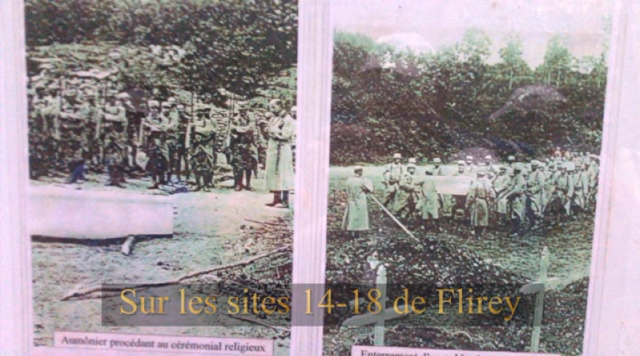 Sur les sites 14-18 de Flirey
Aumônier procédant au cérémonial religieux
Enterrement